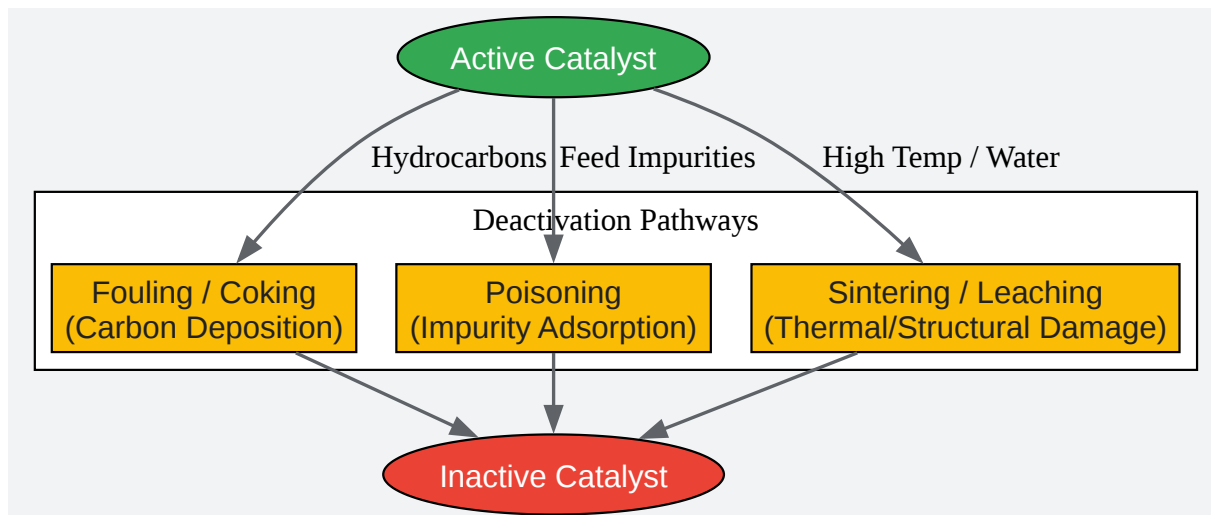 Active Catalyst
Hydrocarbons
Feed Impurities
High Temp / Water
Deactivation Pathways
Fouling / Coking
(Carbon Deposition)
Poisoning
(Impurity Adsorption)
Sintering / Leaching
(Thermal/Structural Damage)
Inactive Catalyst